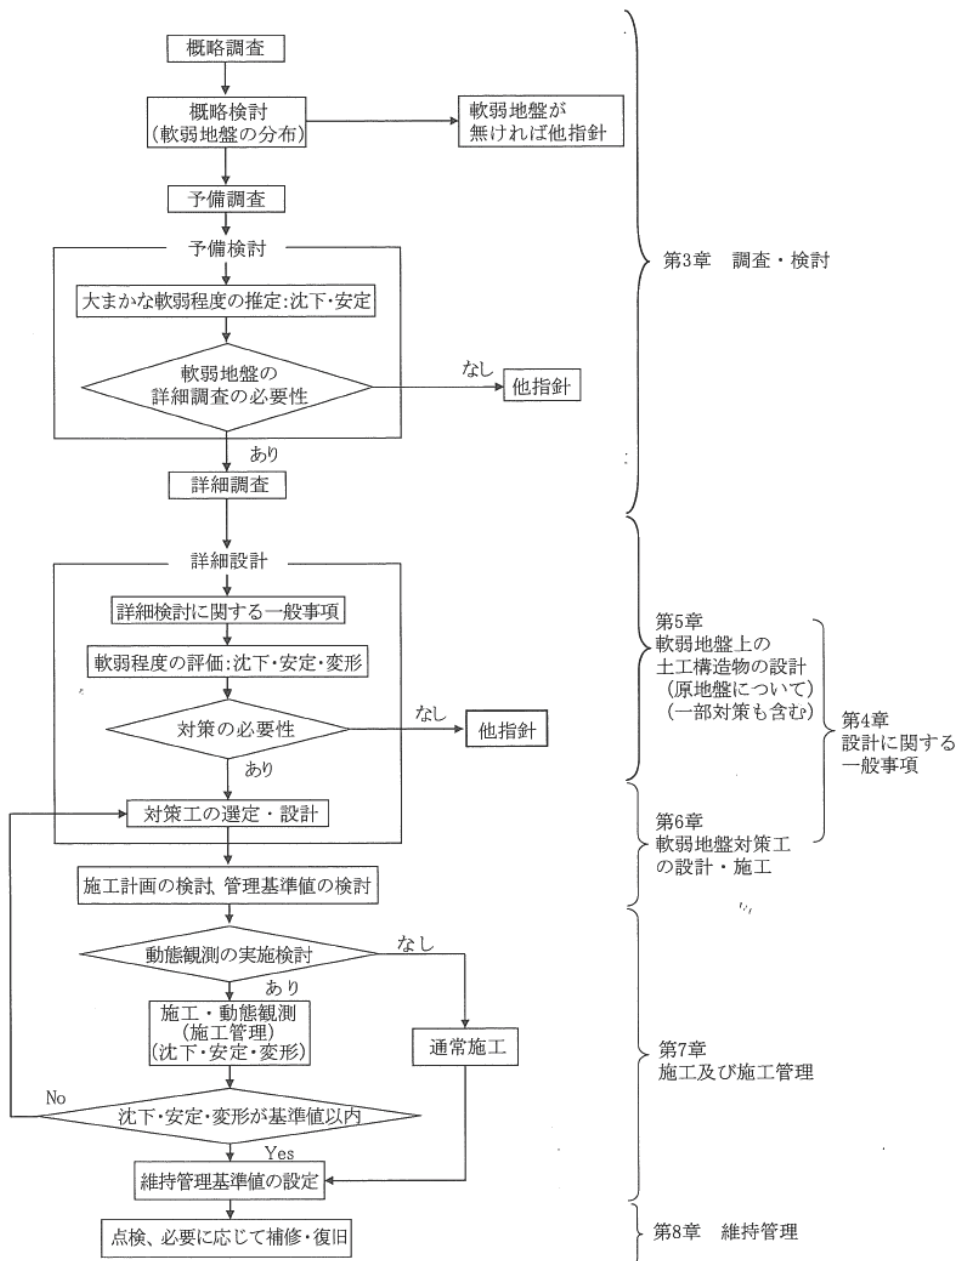 概略調査
概略検討
(軟弱地盤の分布)
軟弱地盤が
無ければ他指針
予備調査
予備検討
大まかな軟弱程度の推定:沈下・安定
軟弱地盤の
詳細調査の必要性
なし
他指針
あり
詳細調査
第3章 調査・検討
詳細設計
詳細検討に関する一般事項
軟弱程度の評価:沈下・安定・変形
対策の必要性
なし
他指針
あり
対策工の選定・設計
第5章
軟弱地盤上の
土工構造物の設計
(原地盤について)
(一部対策も含む)
第4章
設計に関する
一般事項
第6章
軟弱地盤対策工
の設計・施工
施工計画の検討、管理基準値の検討
動態観測の実施検討
なし
あり
施工・動態観測
(施工管理)
(沈下・安定・変形)
通常施工
No
沈下・安定・変形が基準値以内
Yes
維持管理基準値の設定
第7章
施工及び施工管理
点検、必要に応じて補修・復旧
第8章 維持管理